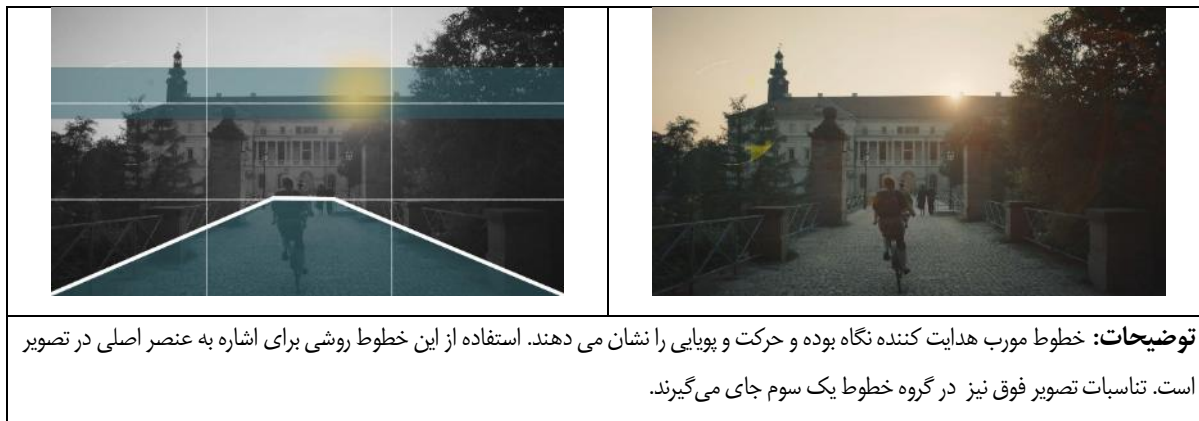 توضیحات: خطوط مورب هدایت کننده نگاه بوده و حرکت و پویایی را نشان می دهند. استفاده از این خطوط روشی برای اشاره به عنصر اصلی در تصویر
است. تناسبات تصویر فوق نیز در گروه خطوط یک سوم جای می‌گیرند.